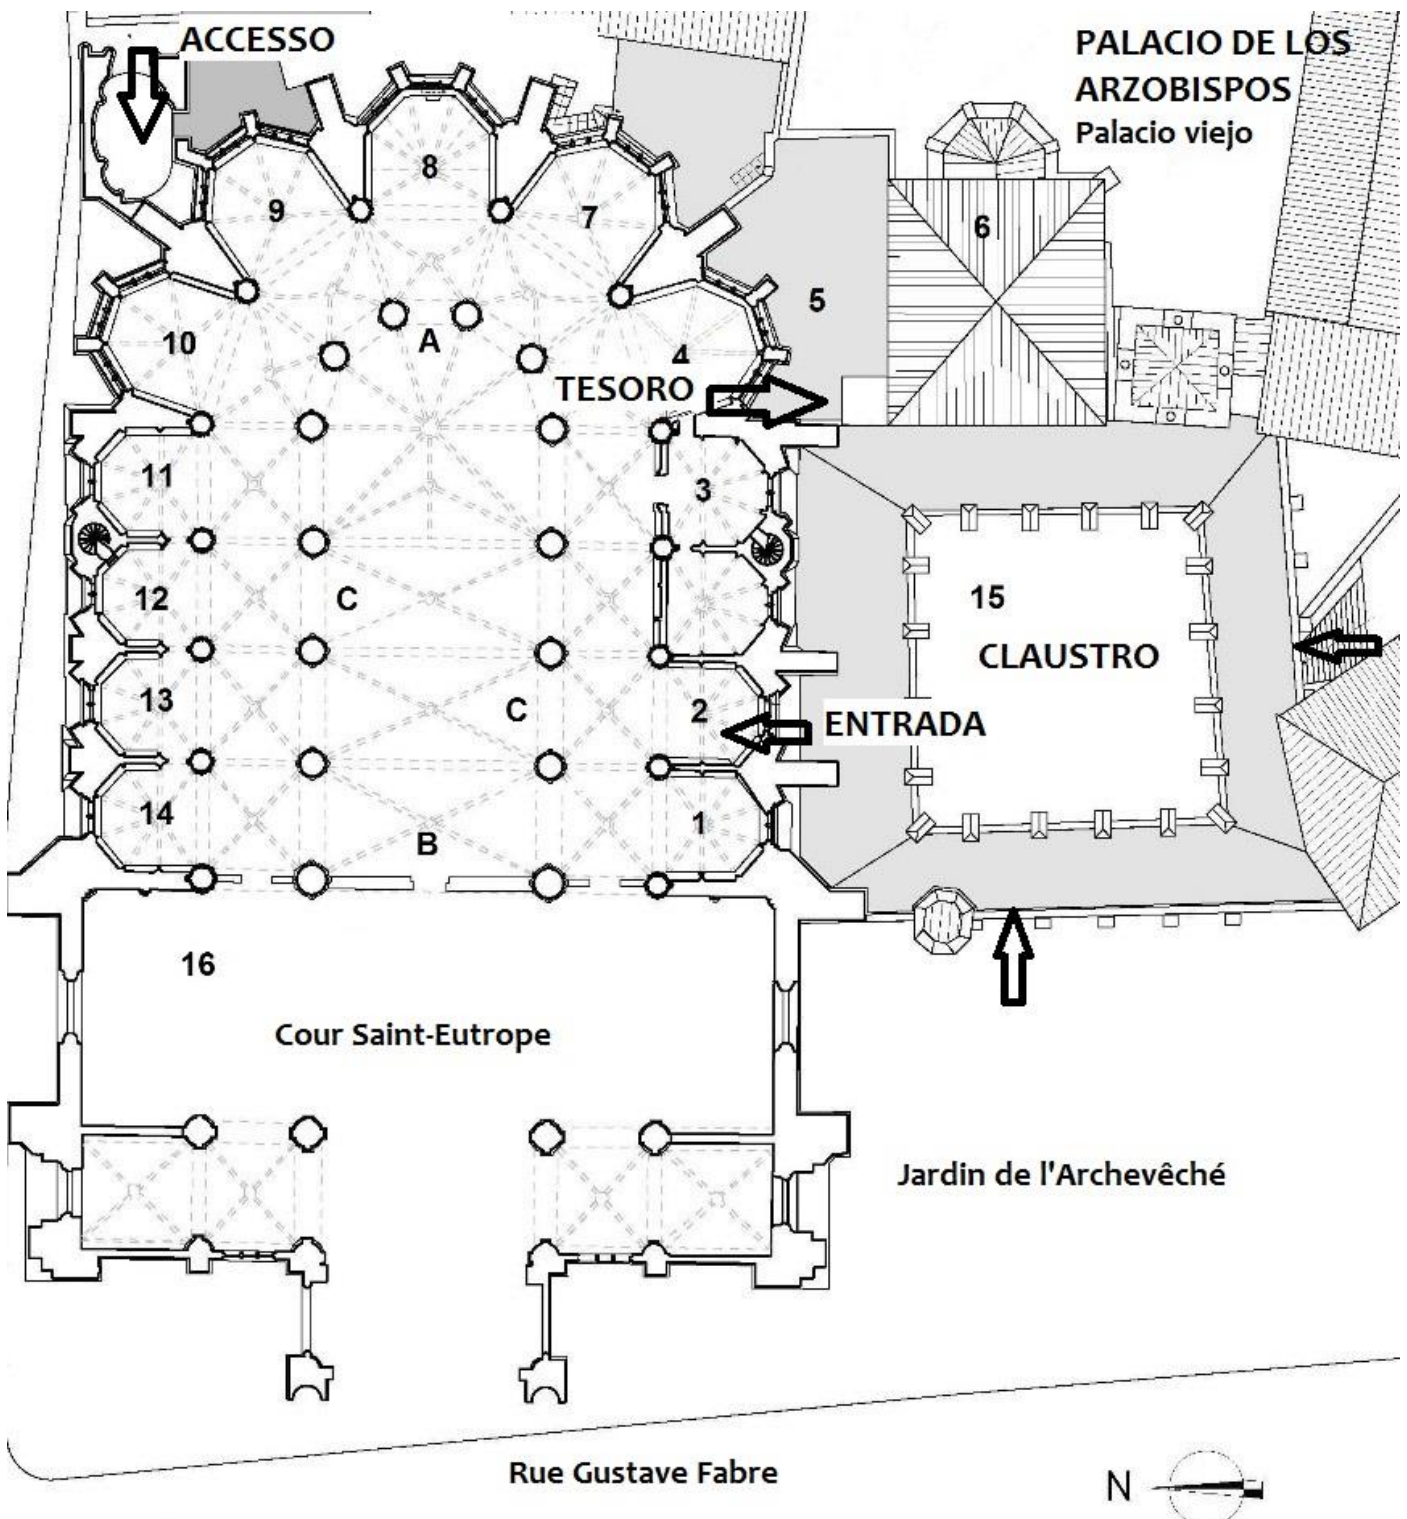 ACCESSO
PALACIO DE LOS
ARZOBISPOS
Palacio viejo
8
9
7
6
5
10
A
4
TESORO
11
3
12
C
15
CLAUSTRO
13
C
2
ENTRADA
14
1
B
16
Cour Saint-Eutrope
Jardin de l'Archevêché
Rue Gustave Fabre
N